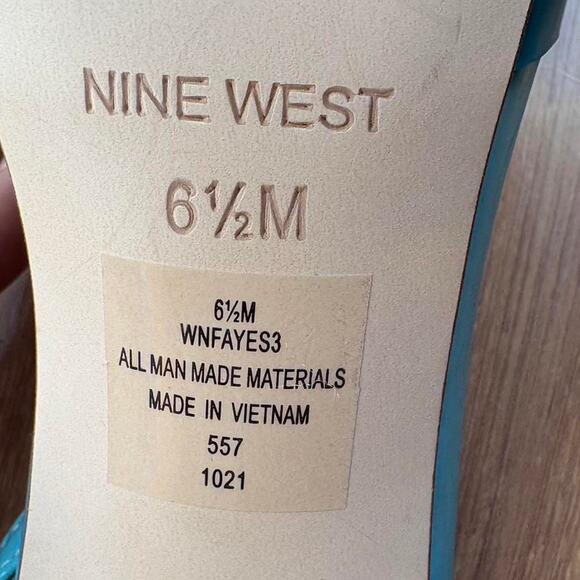 NINE WEST
6½M
6½M
WNFAYES3
ALL MAN MADE MATERIALS
MADE IN VIETNAM
557
1021